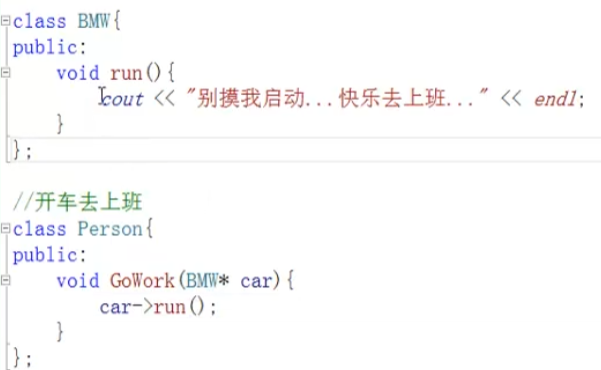 class BMW{
public:
    void run(){
        cout << "别摸我启动...快乐去上班..." << endl;
    }
};
//开车去上班
class Person{
public:
    void GoWork(BMW* car){
        car->run();
    }
};